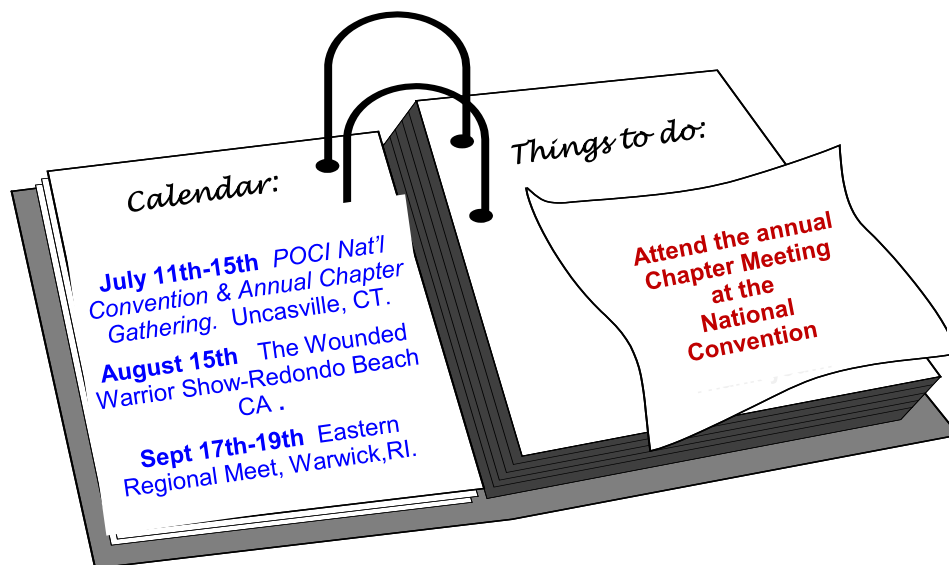 Calendar:
July 11th-15th POCI Nat'l
Convention & Annual Chapter
Gathering. Uncasville, CT.
August 15th The Wounded
Warrior Show-Redondo Beach
CA .
Sept 17th-19th Eastern
Regional Meet, Warwick,RI.
Things to do:
Attend the annual
Chapter Meeting
at the
National
Convention